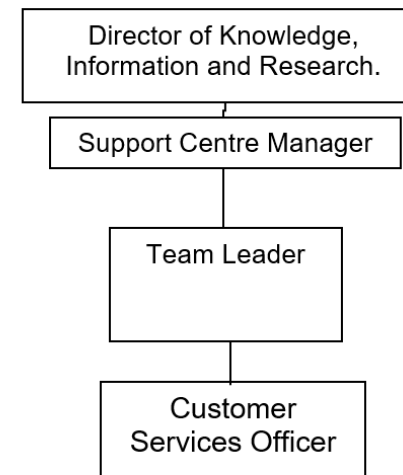 Director of Knowledge,
Information and Research.
Support Centre Manager
Team Leader
Customer
Services Officer